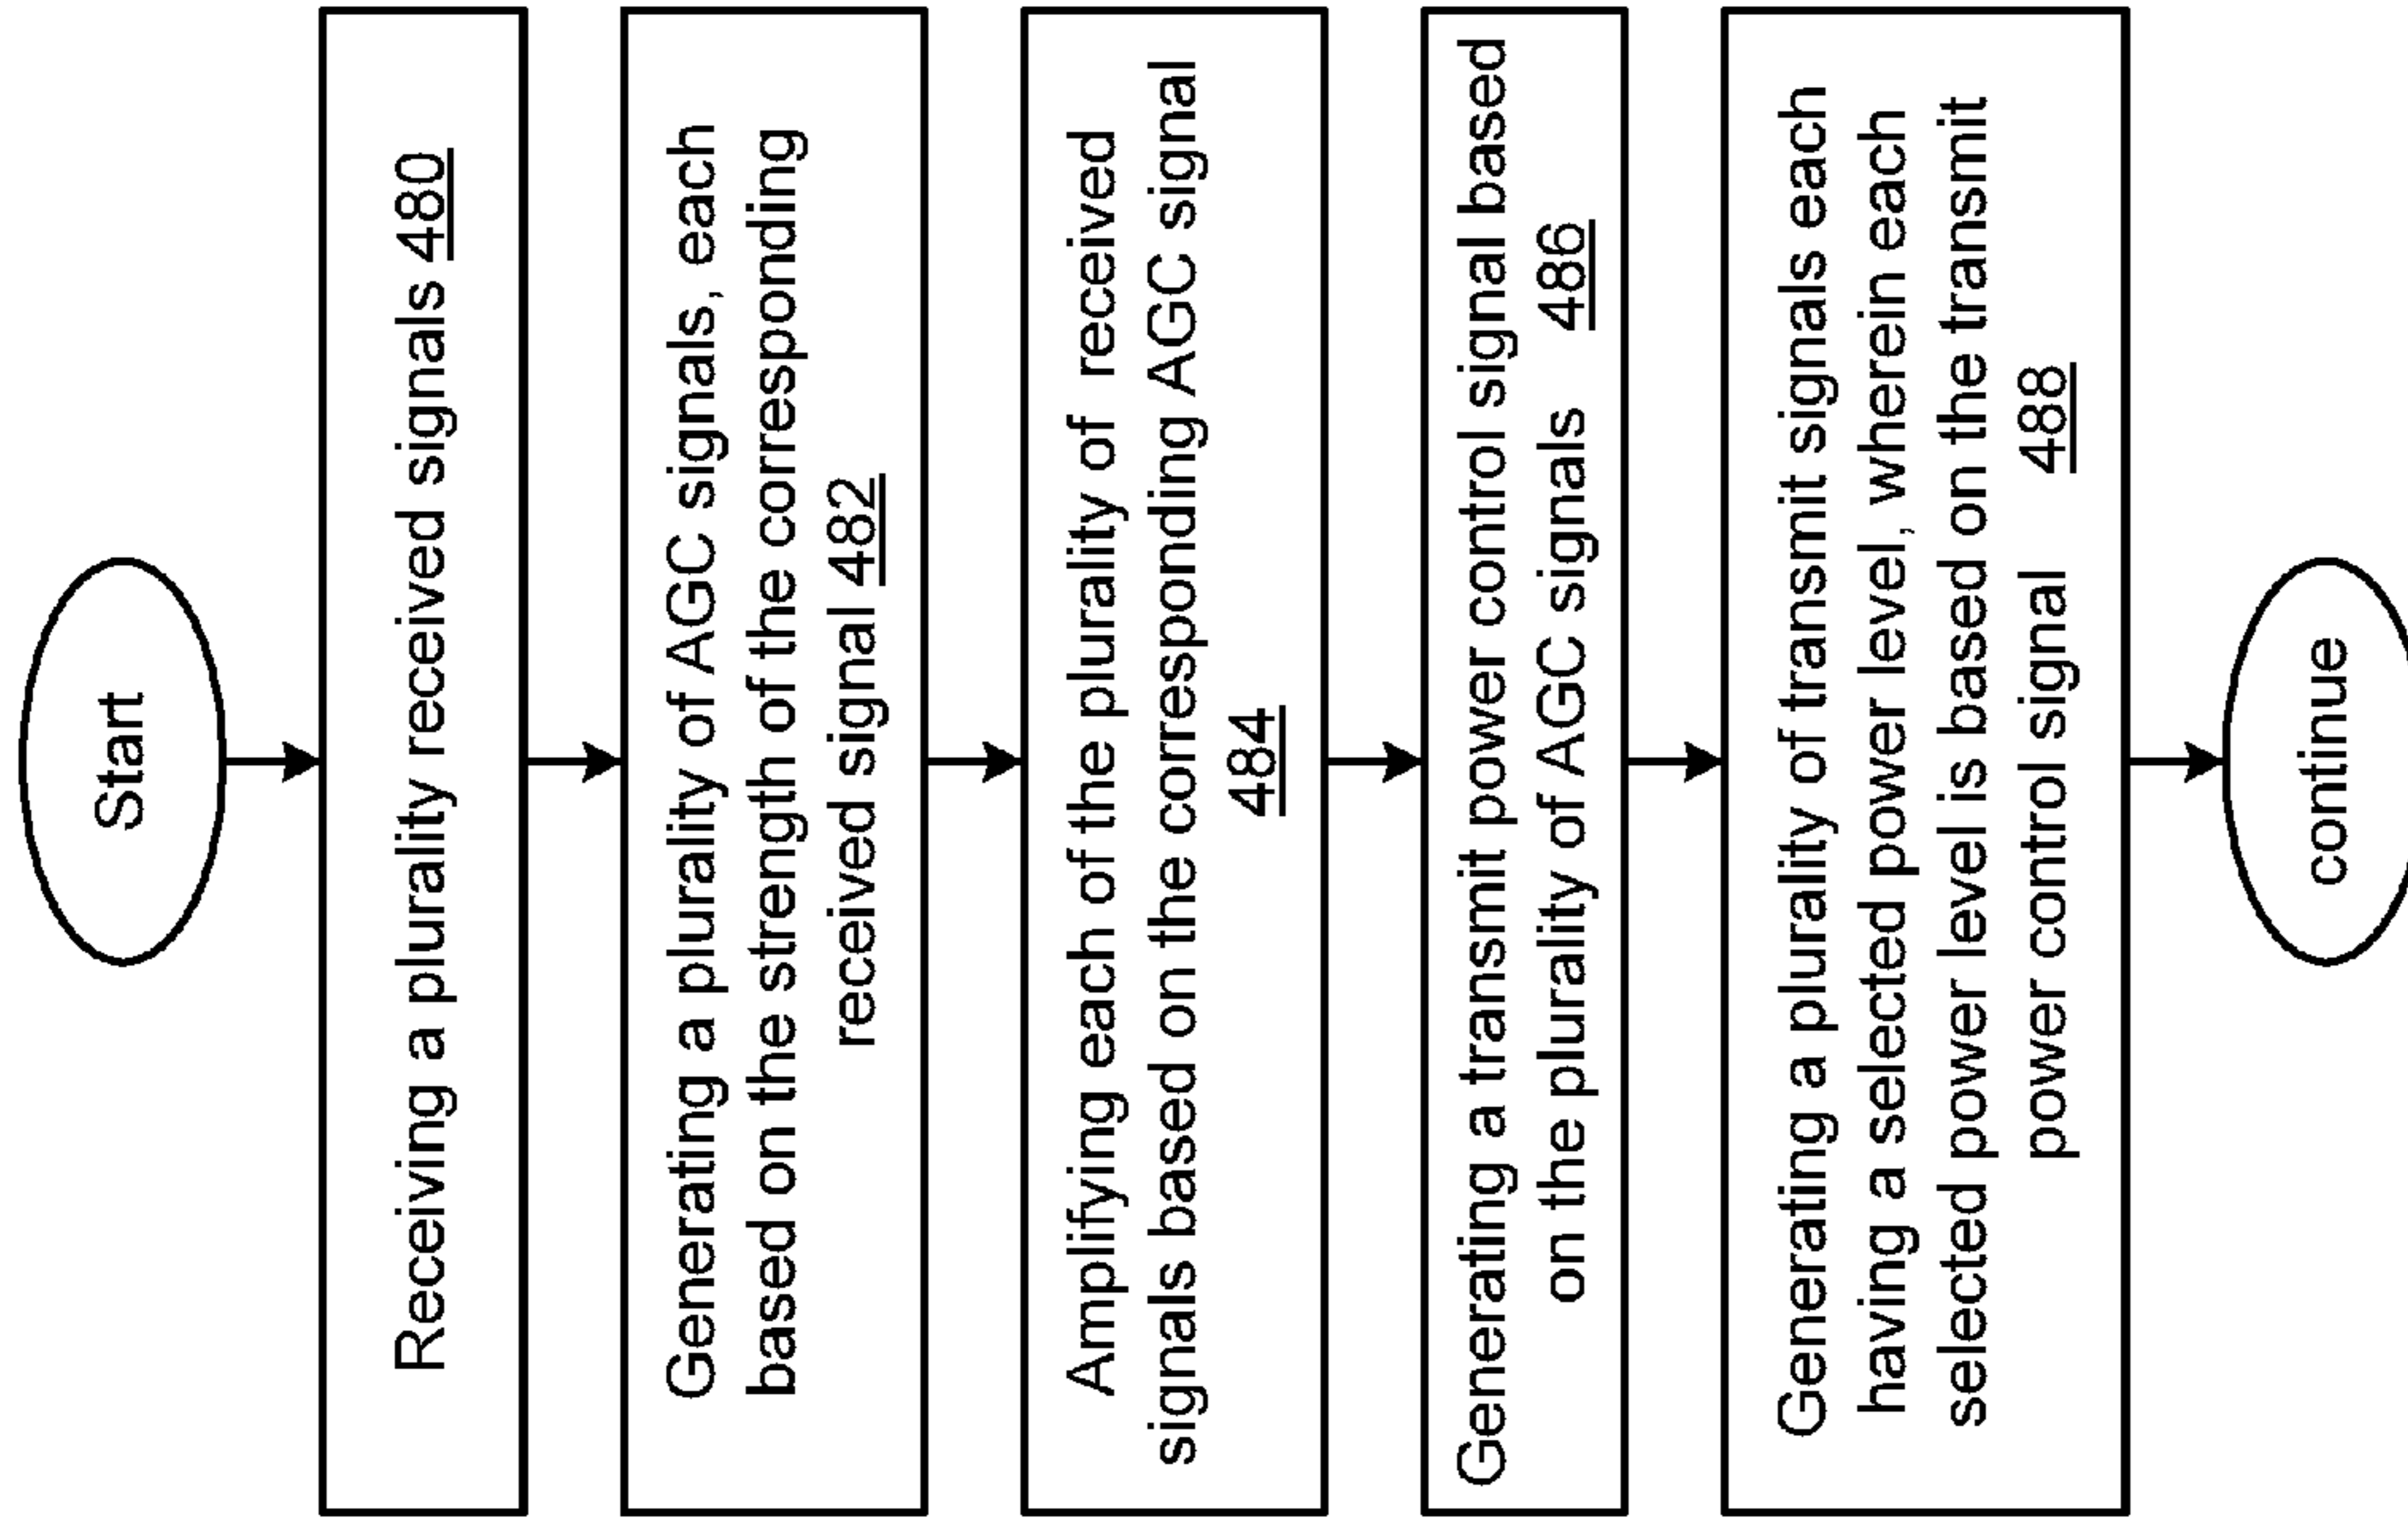 Start
Receiving a plurality received signals 480
Generating a plurality of AGC signals, each
based on the strength of the corresponding
received signal 482
Amplifying each of the plurality of received
signals based on the corresponding AGC signal
484
Generating a transmit power control signal based
on the plurality of AGC signals 486
Generating a plurality of transmit signals each
having a selected power level, wherein each
selected power level is based on the transmit
power control signal 488
continue